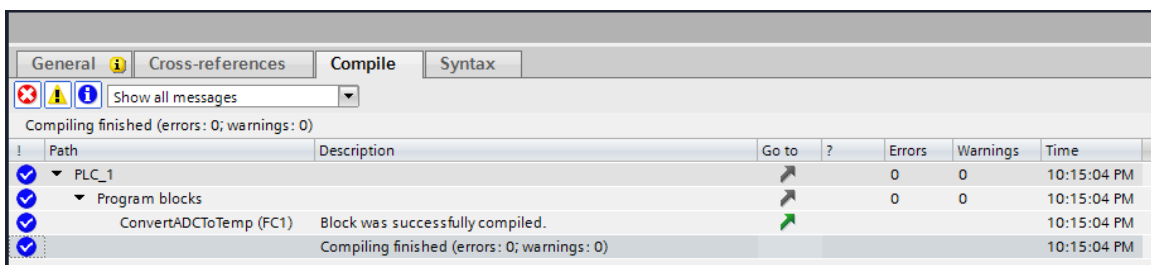 General Cross-references Compile Syntax
Show all messages
Compiling finished (errors: 0; warnings: 0)
! Path Description Go to ? Errors Warnings Time
PLC_1 0 0 10:15:04 PM
Program blocks 0 0 10:15:04 PM
ConvertADCToTemp (FC1) Block was successfully compiled. 10:15:04 PM
Compiling finished (errors: 0; warnings: 0) 10:15:04 PM